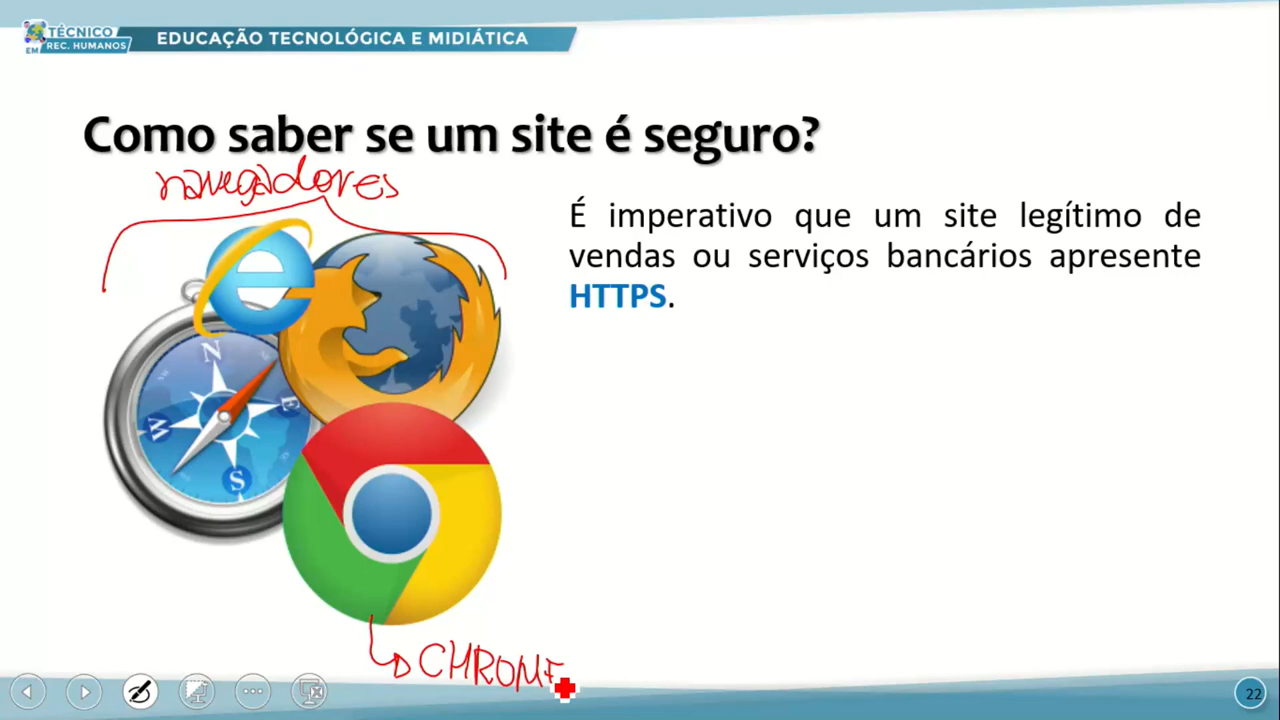 TÉCNICO
EM REC. HUMANOS
EDUCAÇÃO TECNOLÓGICA E MIDIÁTICA
Como saber se um site é seguro?
navegadores
É imperativo que um site legítimo de
vendas ou serviços bancários apresente
HTTPS.
N
E
W
S
CHROME
22